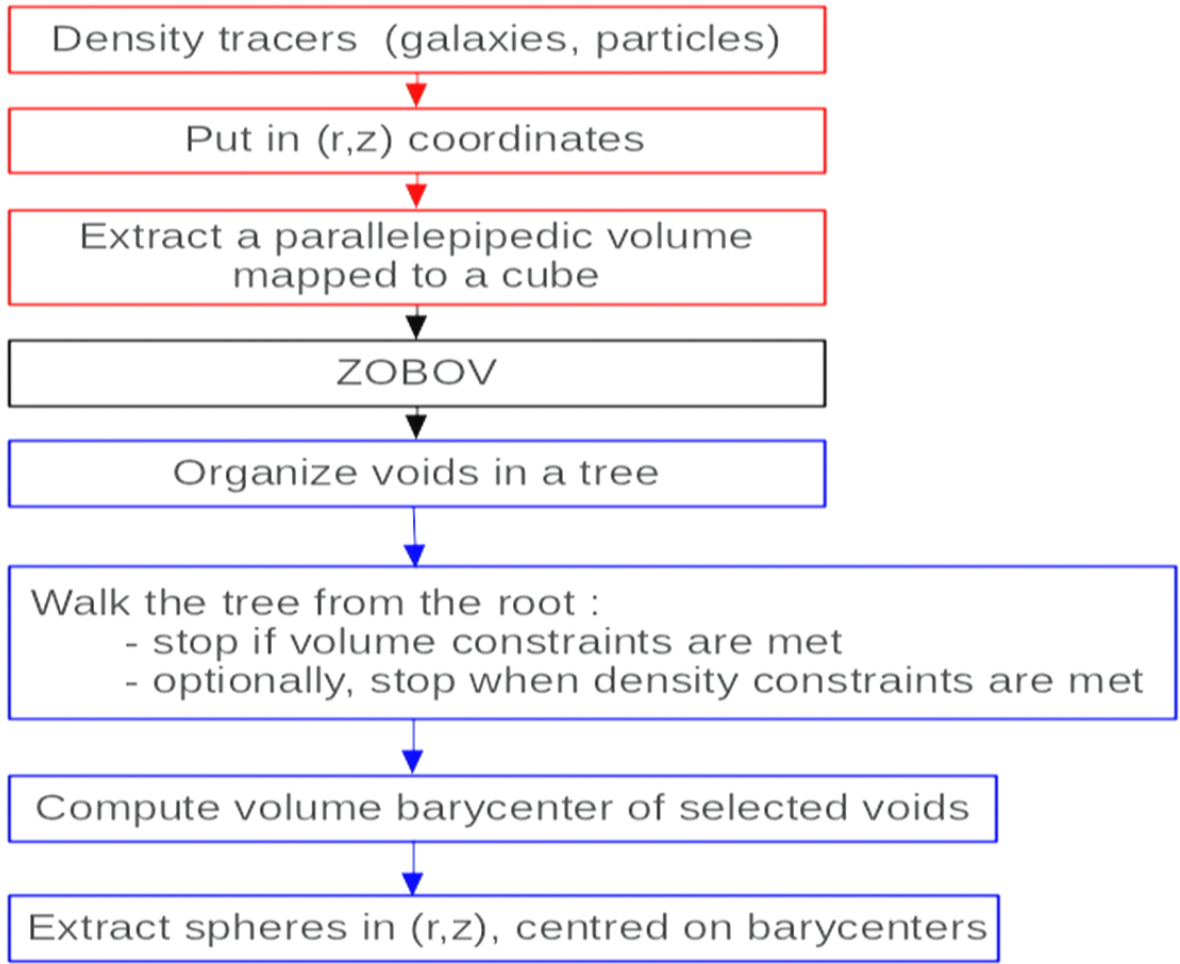 Density tracers (galaxies, particles)
Put in (r,z) coordinates
Extract a parallelepipedic volume
mapped to a cube
ZOBOV
Organize voids in a tree
Walk the tree from the root :
- stop if volume constraints are met
- optionally, stop when density constraints are met
Compute volume barycenter of selected voids
Extract spheres in (r,z), centred on barycenters